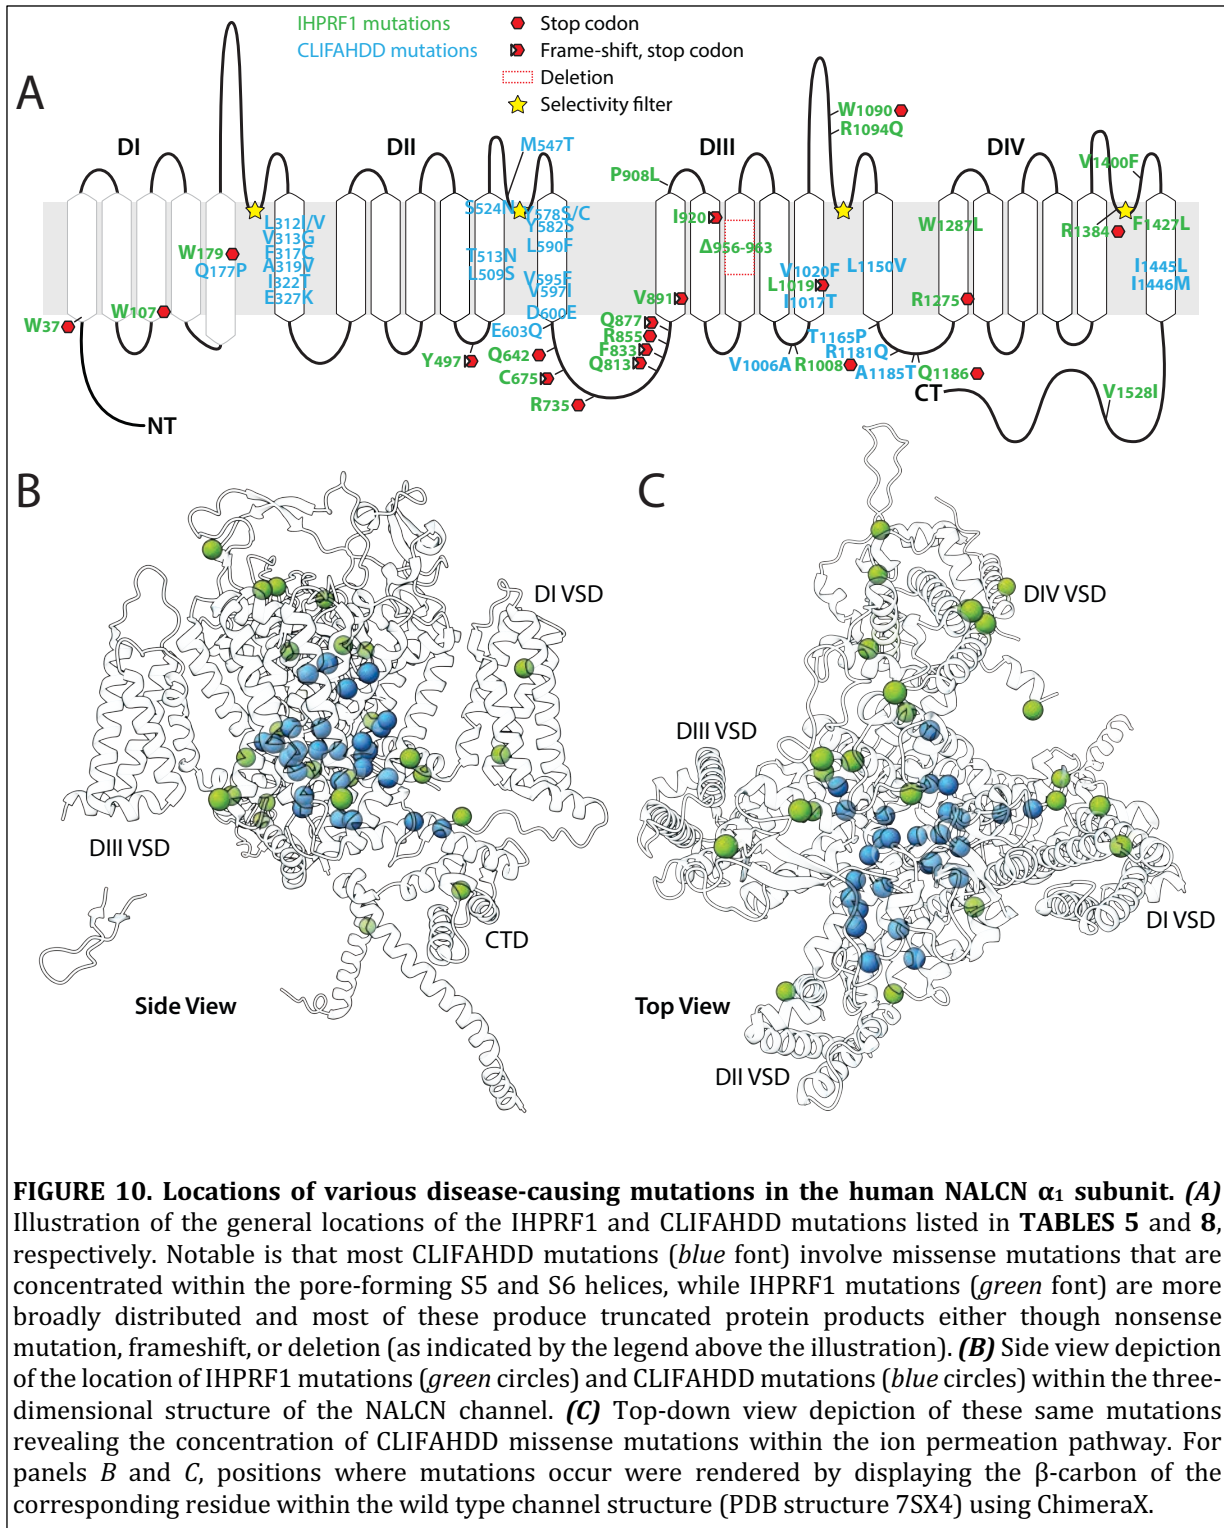 IHPRF1 mutations
CLIFAHDD mutations
Stop codon
Frame-shift, stop codon
Deletion
Selectivity filter
A
DI
DII
DIII
DIV
W1090
R1094Q
M547T
P908L
V1400F
S524N
Y578S/C
Y582S
L590F
T513N
L509S
V595F
V597I
D600E
E603Q
L312I/V
V313G
F317C
A319V
I322T
E327K
W179
Q177P
W107
W37
NT
Y497
Q642
C675
R735
I920
Δ956-963
V891
Q877
R855
F833
Q813
V1020F
L1019
I1017T
V1006A
R1008
L1150V
T1165P
R1181Q
A1185T
Q1186
W1287L
R1275
R1384
F1427L
I1445L
I1446M
V1528I
CT
B
DI VSD
DIII VSD
CTD
Side View
C
DIV VSD
DIII VSD
DI VSD
Top View
DII VSD
FIGURE 10. Locations of various disease-causing mutations in the human NALCN α1 subunit. (A)
Illustration of the general locations of the IHPRF1 and CLIFAHDD mutations listed in TABLES 5 and 8,
respectively. Notable is that most CLIFAHDD mutations (blue font) involve missense mutations that are
concentrated within the pore-forming S5 and S6 helices, while IHPRF1 mutations (green font) are more
broadly distributed and most of these produce truncated protein products either though nonsense
mutation, frameshift, or deletion (as indicated by the legend above the illustration). (B) Side view depiction
of the location of IHPRF1 mutations (green circles) and CLIFAHDD mutations (blue circles) within the three-
dimensional structure of the NALCN channel. (C) Top-down view depiction of these same mutations
revealing the concentration of CLIFAHDD missense mutations within the ion permeation pathway. For
panels B and C, positions where mutations occur were rendered by displaying the β-carbon of the
corresponding residue within the wild type channel structure (PDB structure 7SX4) using ChimeraX.